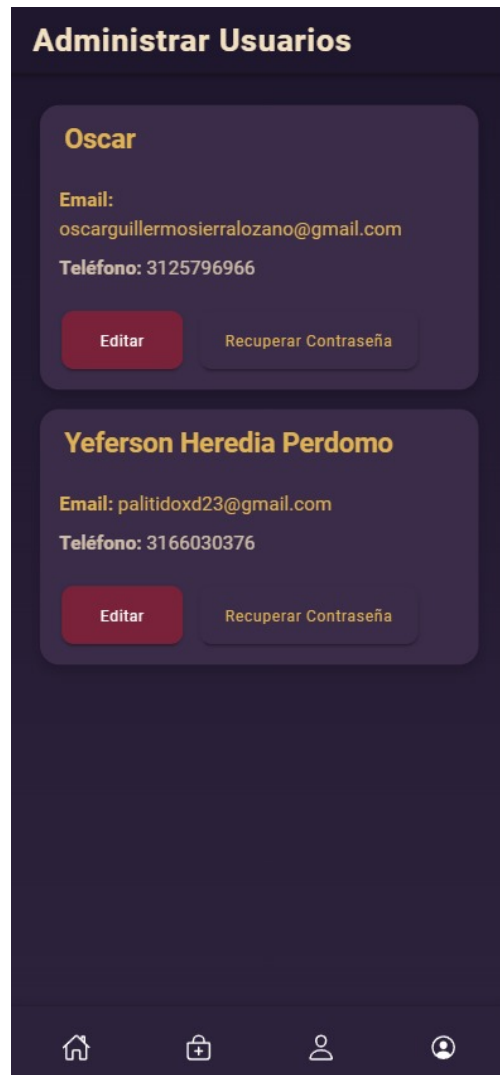 Administrar Usuarios
Oscar
Email:
oscarguillermosierralozano@gmail.com
Teléfono: 3125796966
Editar
Recuperar Contraseña
Yeferson Heredia Perdomo
Email: palitidoxd23@gmail.com
Teléfono: 3166030376
Editar
Recuperar Contraseña